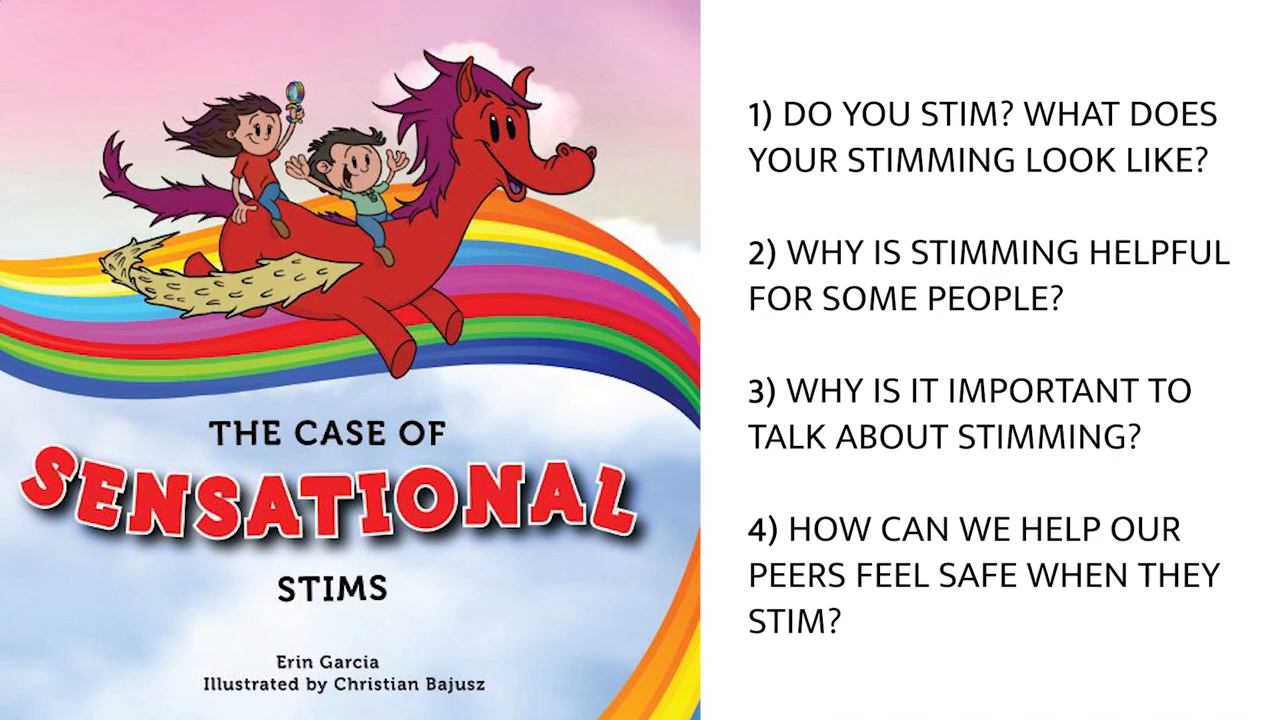 THE CASE OF
SENSATIONAL
STIMS
Erin Garcia
Illustrated by Christian Bajusz
1) DO YOU STIM? WHAT DOES
YOUR STIMMING LOOK LIKE?
2) WHY IS STIMMING HELPFUL
FOR SOME PEOPLE?
3) WHY IS IT IMPORTANT TO
TALK ABOUT STIMMING?
4) HOW CAN WE HELP OUR
PEERS FEEL SAFE WHEN THEY
STIM?